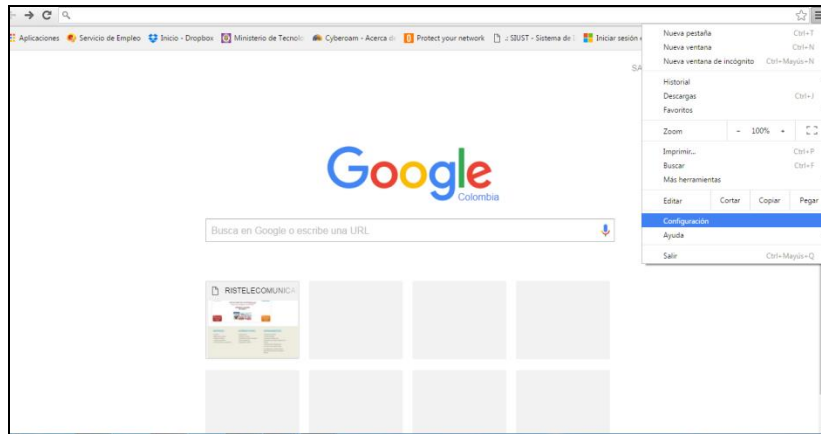 Aplicaciones Servicio de Empleo Inicio - Dropbox Ministerio de Tecnolo Cyberoam - Acerca d Protect your network .: SIUST - Sistema de I Iniciar sesión
SA
Nueva pestaña Ctrl+T
Nueva ventana Ctrl+N
Nueva ventana de incógnito Ctrl+Mayús+N
Historial
Descargas Ctrl+J
Favoritos
Zoom - 100% +
Imprimir... Ctrl+P
Buscar Ctrl+F
Más herramientas
Editar Cortar Copiar Pegar
Configuración
Ayuda
Salir Ctrl+Mayús+Q
Google
Colombia
Busca en Google o escribe una URL
RISTELECOMUNICA